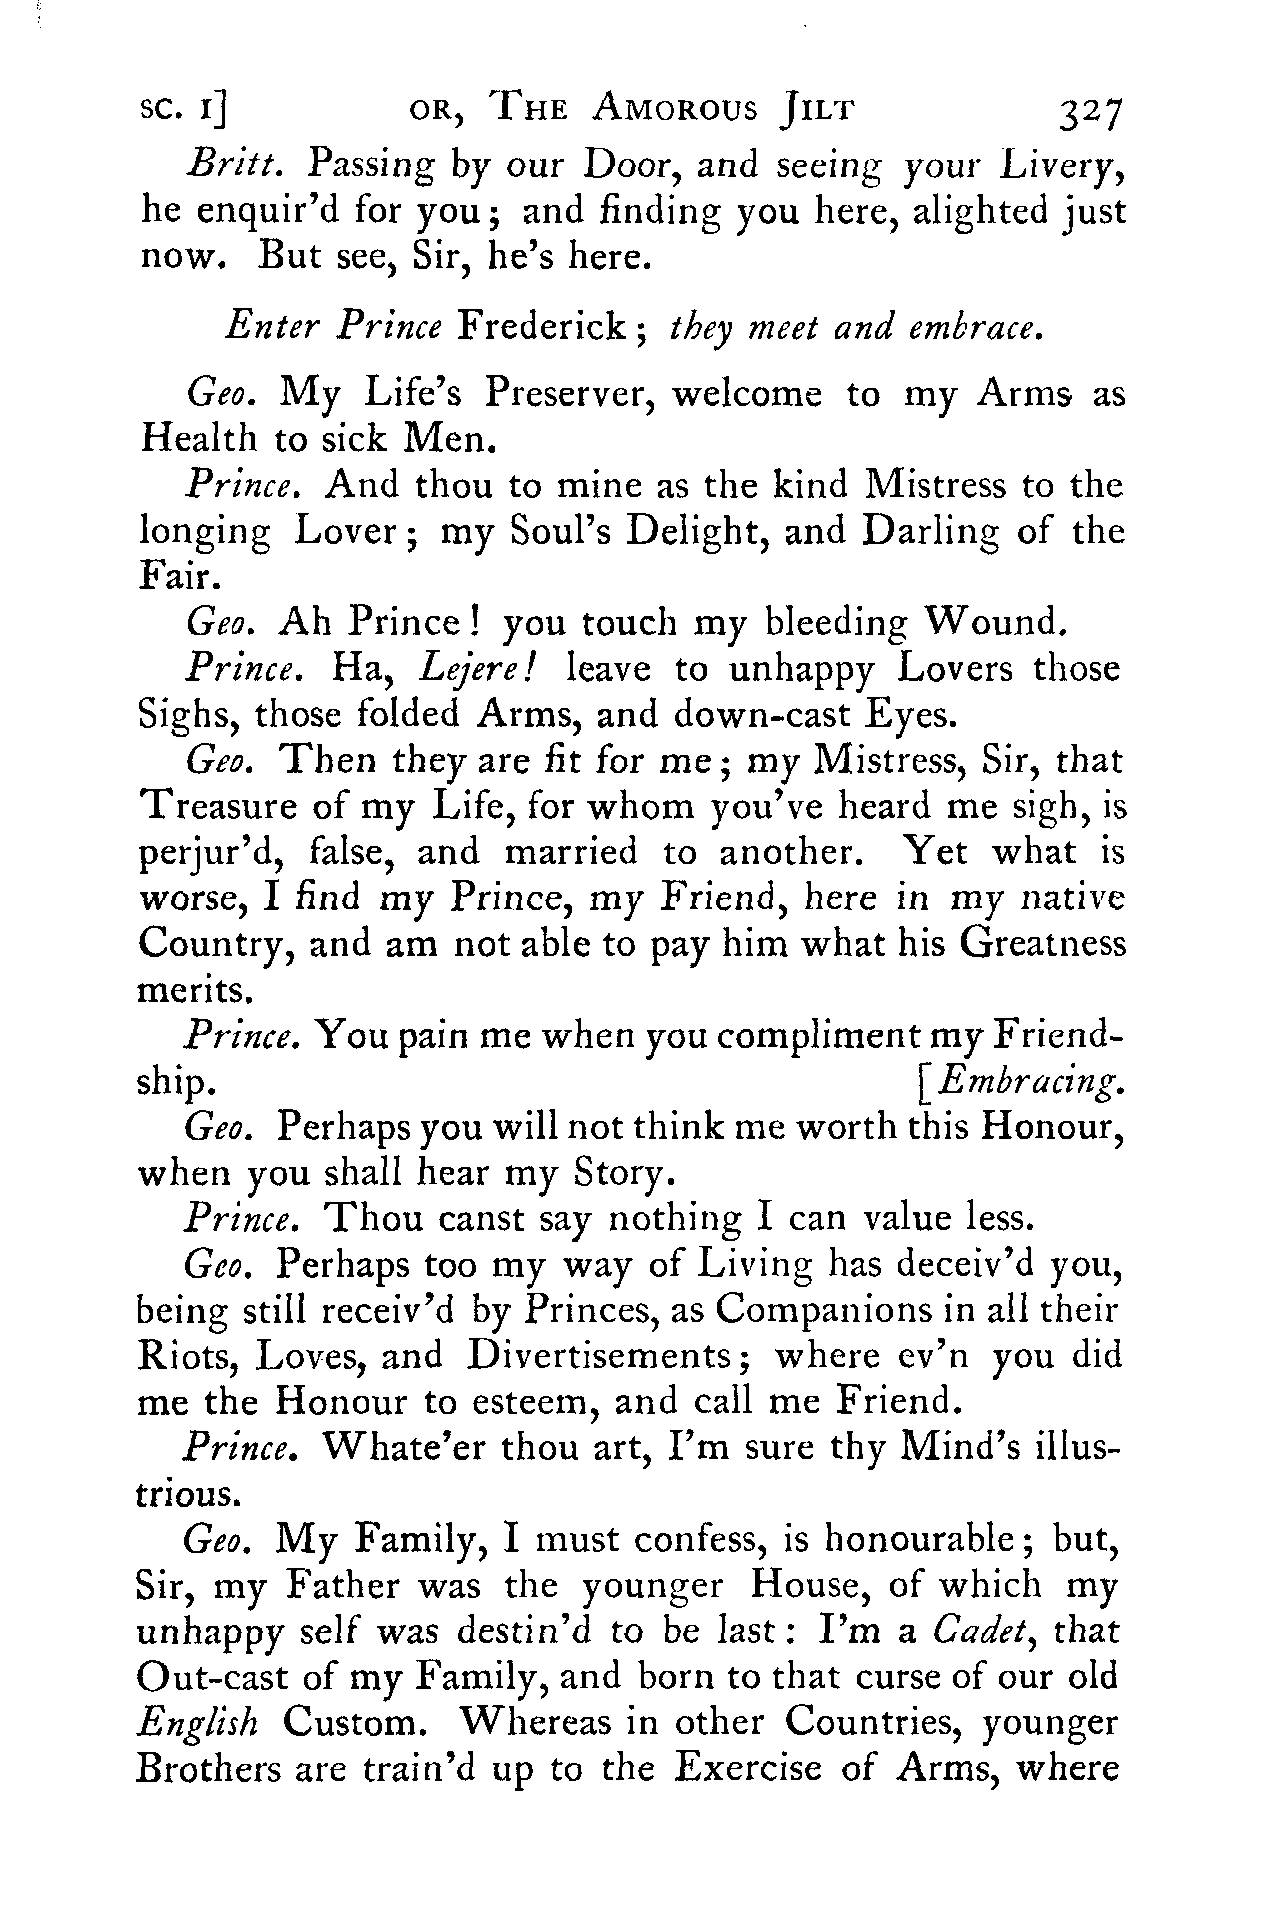 SC. I] OR, THE AMOROUS JILT 327
Britt. Passing by our Door, and seeing your Livery,
he enquir'd for you; and finding you here, alighted just
now. But see, Sir, he's here.
Enter Prince Frederick; they meet and embrace.
Geo. My Life's Preserver, welcome to my Arms as
Health to sick Men.
Prince. And thou to mine as the kind Mistress to the
longing Lover; my Soul's Delight, and Darling of the
Fair.
Geo. Ah Prince! you touch my bleeding Wound.
Prince. Ha, Lejere! leave to unhappy Lovers those
Sighs, those folded Arms, and down-cast Eyes.
Geo. Then they are fit for me; my Mistress, Sir, that
Treasure of my Life, for whom you've heard me sigh, is
perjur'd, false, and married to another. Yet what is
worse, I find my Prince, my Friend, here in my native
Country, and am not able to pay him what his Greatness
merits.
Prince. You pain me when you compliment my Friend-
ship. [Embracing.
Geo. Perhaps you will not think me worth this Honour,
when you shall hear my Story.
Prince. Thou canst say nothing I can value less.
Geo. Perhaps too my way of Living has deceiv'd you,
being still receiv'd by Princes, as Companions in all their
Riots, Loves, and Divertisements; where ev'n you did
me the Honour to esteem, and call me Friend.
Prince. Whate'er thou art, I'm sure thy Mind's illus-
trious.
Geo. My Family, I must confess, is honourable; but,
Sir, my Father was the younger House, of which my
unhappy self was destin'd to be last: I'm a Cadet, that
Out-cast of my Family, and born to that curse of our old
English Custom. Whereas in other Countries, younger
Brothers are train'd up to the Exercise of Arms, where